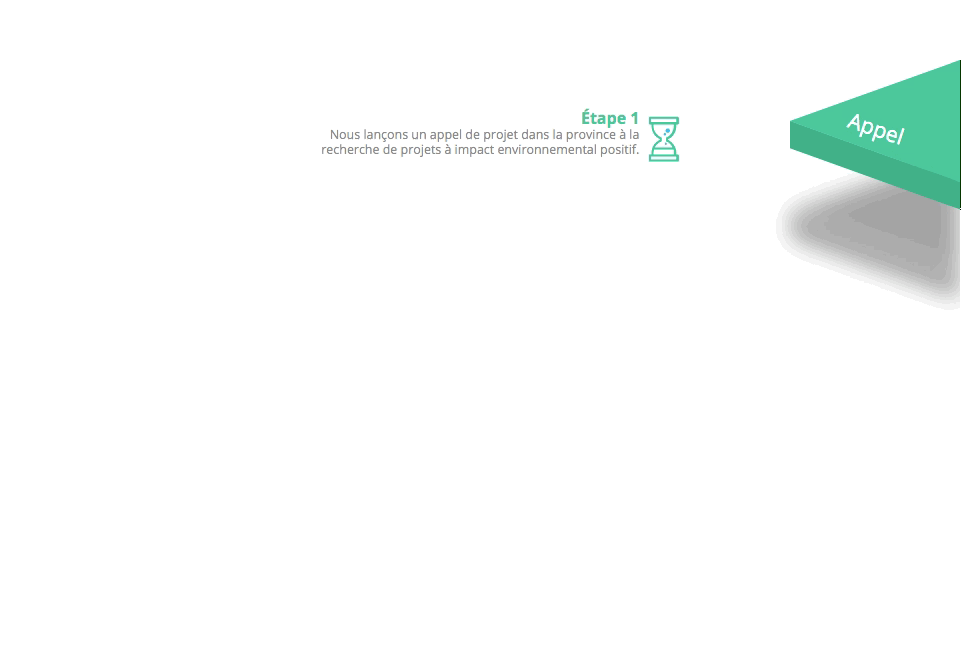 Étape 1
Nous lançons un appel de projet dans la province à la
recherche de projets à impact environnemental positif.
Appel